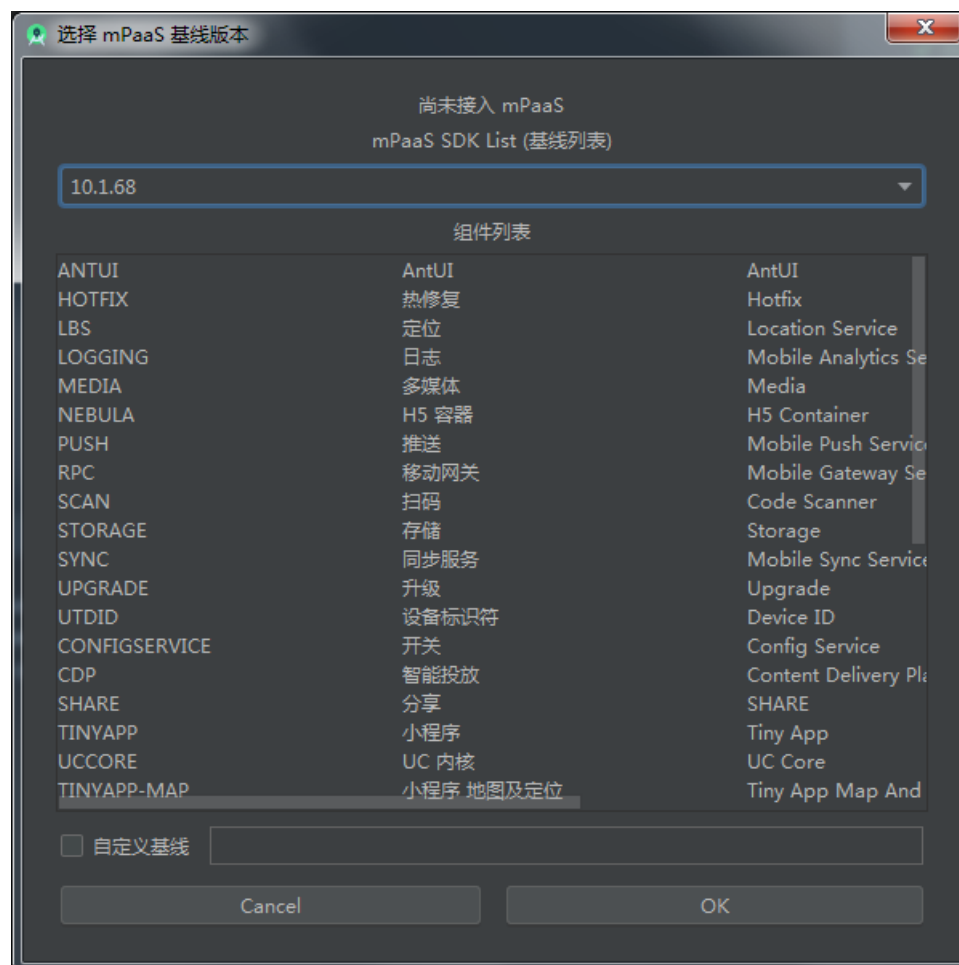 选择 mPaaS 基线版本
尚未接入 mPaaS
mPaaS SDK List (基线列表)
10.1.68
组件列表
ANTUI AntUI AntUI
HOTFIX 热修复 Hotfix
LBS 定位 Location Service
LOGGING 日志 Mobile Analytics Se
MEDIA 多媒体 Media
NEBULA H5 容器 H5 Container
PUSH 推送 Mobile Push Servic
RPC 移动网关 Mobile Gateway Se
SCAN 扫码 Code Scanner
STORAGE 存储 Storage
SYNC 同步服务 Mobile Sync Service
UPGRADE 升级 Upgrade
UTDID 设备标识符 Device ID
CONFIGSERVICE 开关 Config Service
CDP 智能投放 Content Delivery Pla
SHARE 分享 SHARE
TINYAPP 小程序 Tiny App
UCCORE UC 内核 UC Core
TINYAPP-MAP 小程序 地图及定位 Tiny App Map And
自定义基线
Cancel OK